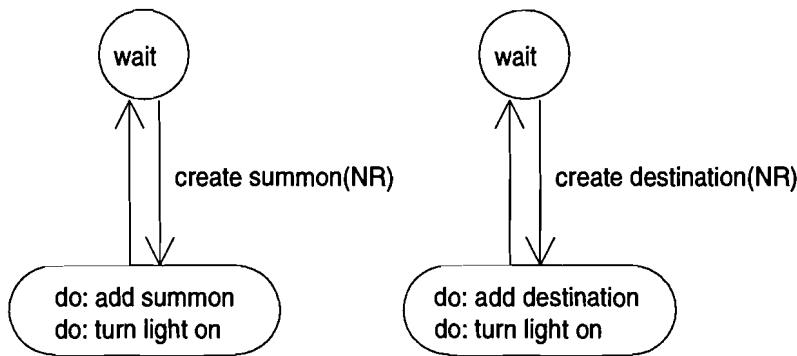 wait
create summon(NR)
do: add summon
do: turn light on
wait
create destination(NR)
do: add destination
do: turn light on